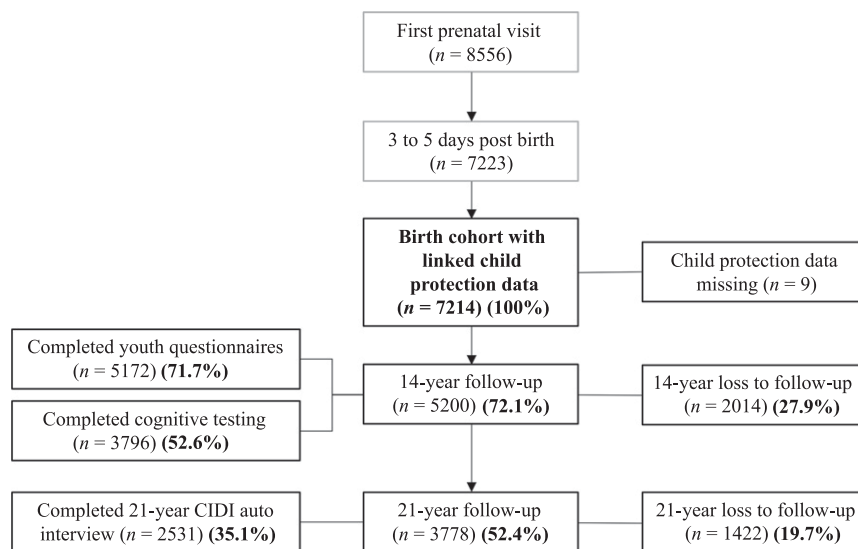 First prenatal visit
(n = 8556)
3 to 5 days post birth
(n = 7223)
Birth cohort with
linked child
protection data
(n = 7214) (100%)
Child protection data
missing (n = 9)
Completed youth questionnaires
(n = 5172) (71.7%)
Completed cognitive testing
(n = 3796) (52.6%)
14-year follow-up
(n = 5200) (72.1%)
14-year loss to follow-up
(n = 2014) (27.9%)
Completed 21-year CIDI auto
interview (n = 2531) (35.1%)
21-year follow-up
(n = 3778) (52.4%)
21-year loss to follow-up
(n = 1422) (19.7%)